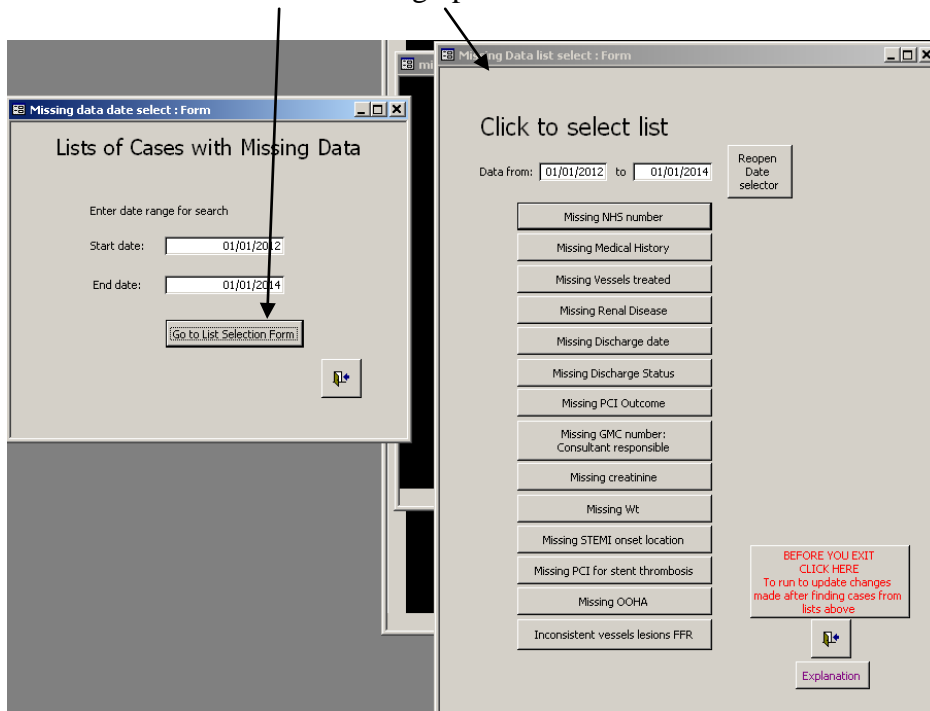 Missing data date select : Form
Lists of Cases with Missing Data
Enter date range for search
Start date: 01/01/2012
End date: 01/01/2014
Go to List Selection Form
mi
Missing Data list select : Form
Click to select list
Data from: 01/01/2012 to 01/01/2014
Reopen
Date
selector
Missing NHS number
Missing Medical History
Missing Vessels treated
Missing Renal Disease
Missing Discharge date
Missing Discharge Status
Missing PCI Outcome
Missing GMC number:
Consultant responsible
Missing creatinine
Missing Wt
Missing STEMI onset location
Missing PCI for stent thrombosis
Missing OOHA
Inconsistent vessels lesions FFR
BEFORE YOU EXIT
CLICK HERE
To run to update changes
made after finding cases from
lists above
Explanation